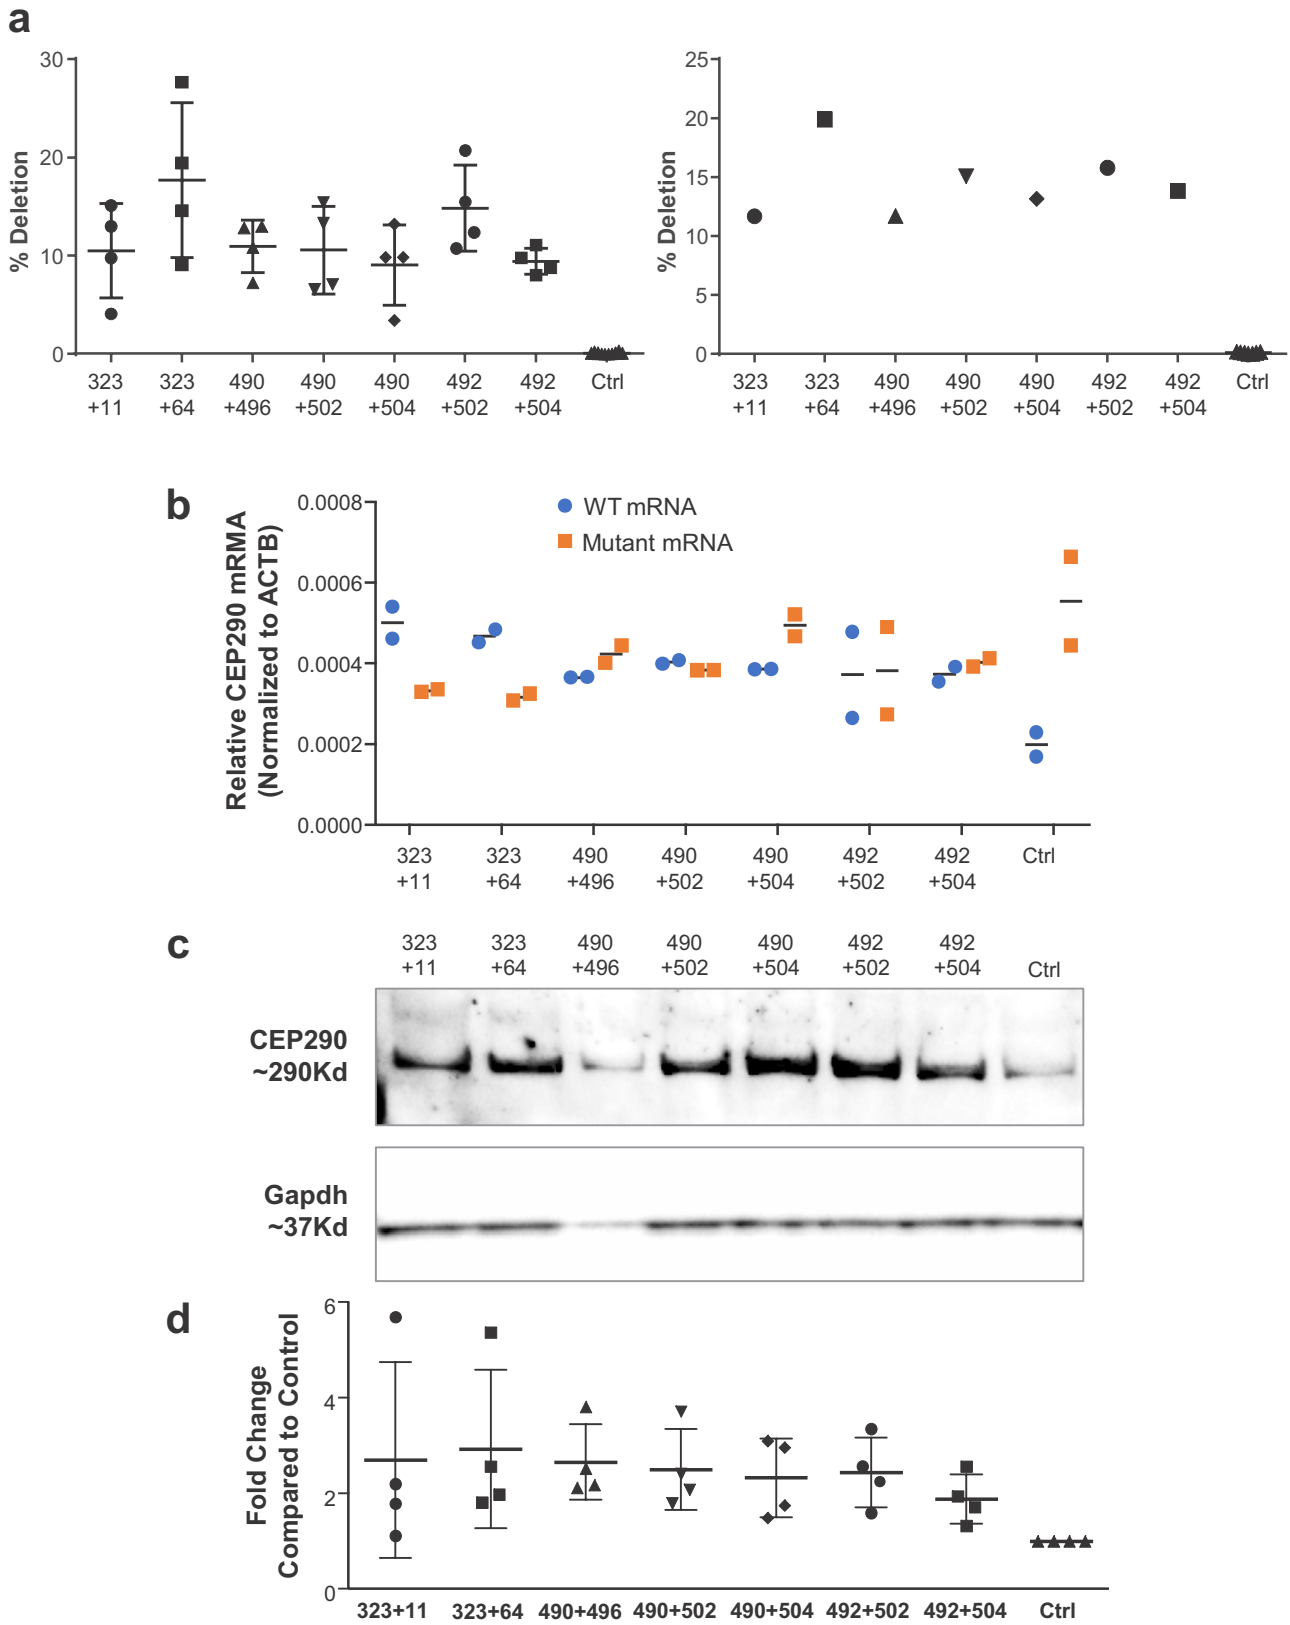 a
30
20
10
0
% Deletion
323 323 490 490 490 492 492 Ctrl
+11 +64 +496 +502 +504 +502 +504
25
20
15
10
5
0
% Deletion
323 323 490 490 490 492 492 Ctrl
+11 +64 +496 +502 +504 +502 +504
b
Relative CEP290 mRMA
(Normalized to ACTB)
0.0008
0.0006
0.0004
0.0002
0.0000
WT mRNA
Mutant mRNA
323 323 490 490 490 492 492 Ctrl
+11 +64 +496 +502 +504 +502 +504
c
323 323 490 490 490 492 492
+11 +64 +496 +502 +504 +502 +504 Ctrl
CEP290
~290Kd
Gapdh
~37Kd
d
Fold Change
Compared to Control
6
4
2
0
323+11 323+64 490+496 490+502 490+504 492+502 492+504 Ctrl